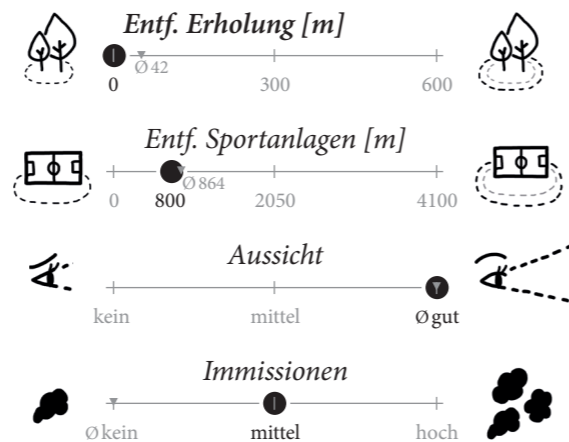 Entf. Erholung [m]
Ø 42
0 300 600
Entf. Sportanlagen [m]
Ø 864
0 800 2050 4100
Aussicht
kein mittel Ø gut
Immissionen
Ø kein mittel hoch